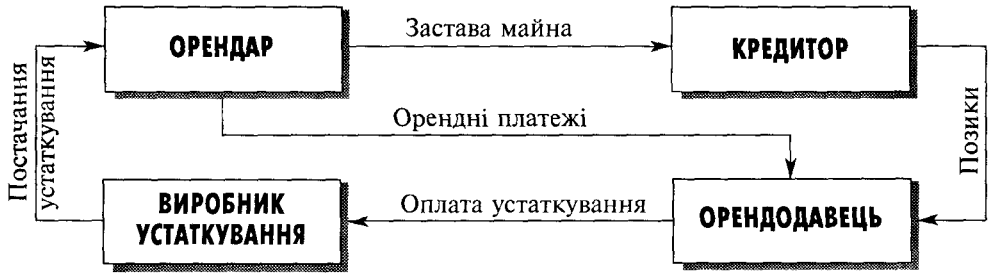 Застава майна
ОРЕНДАР
КРЕДИТОР
Постачання
устаткування
Орендні платежі
Позики
ВИРОБНИК
УСТАТКУВАННЯ
Оплата устаткування
ОРЕНДОДАВЕЦЬ